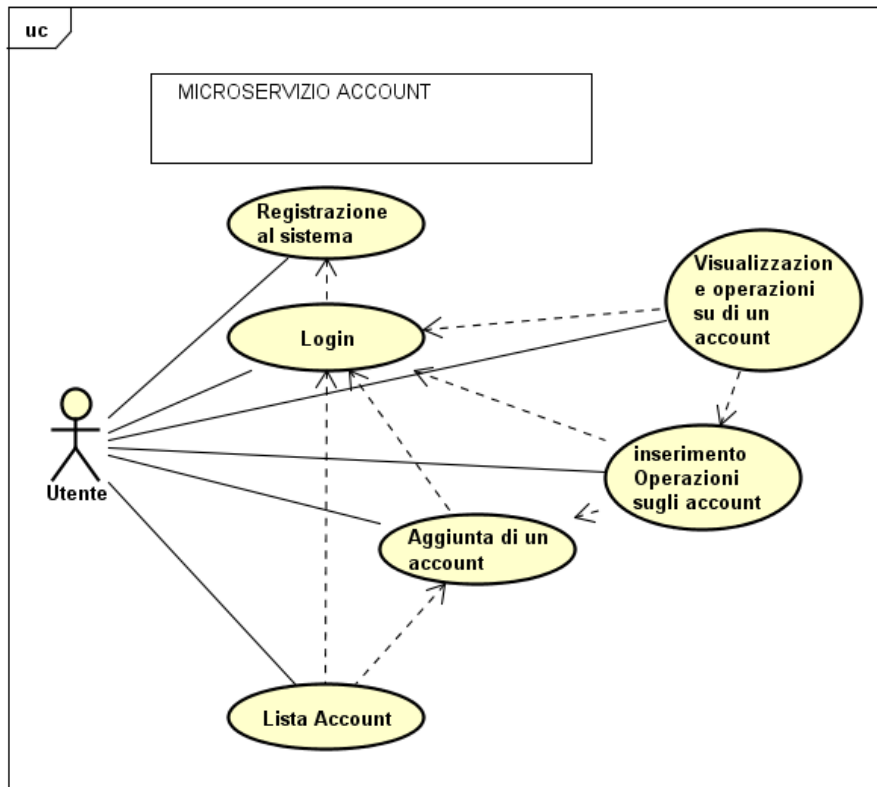 uc
MICROSERVIZIO ACCOUNT
Registrazione
al sistema
Visualizzazion
e operazioni
su di un
account
Login
inserimento
Operazioni
sugli account
Utente
Aggiunta di un
account
Lista Account